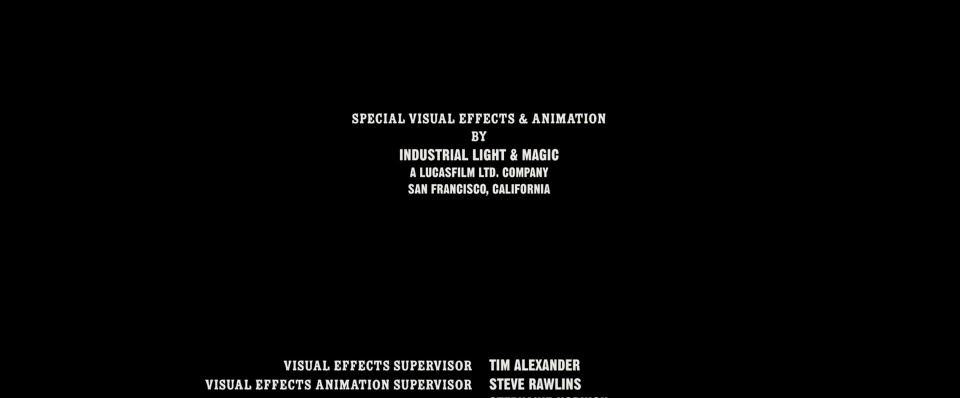 SPECIAL VISUAL EFFECTS & ANIMATION
BY
INDUSTRIAL LIGHT & MAGIC
A LUCASFILM LTD. COMPANY
SAN FRANCISCO, CALIFORNIA
VISUAL EFFECTS SUPERVISOR TIM ALEXANDER
VISUAL EFFECTS ANIMATION SUPERVISOR STEVE RAWLINS